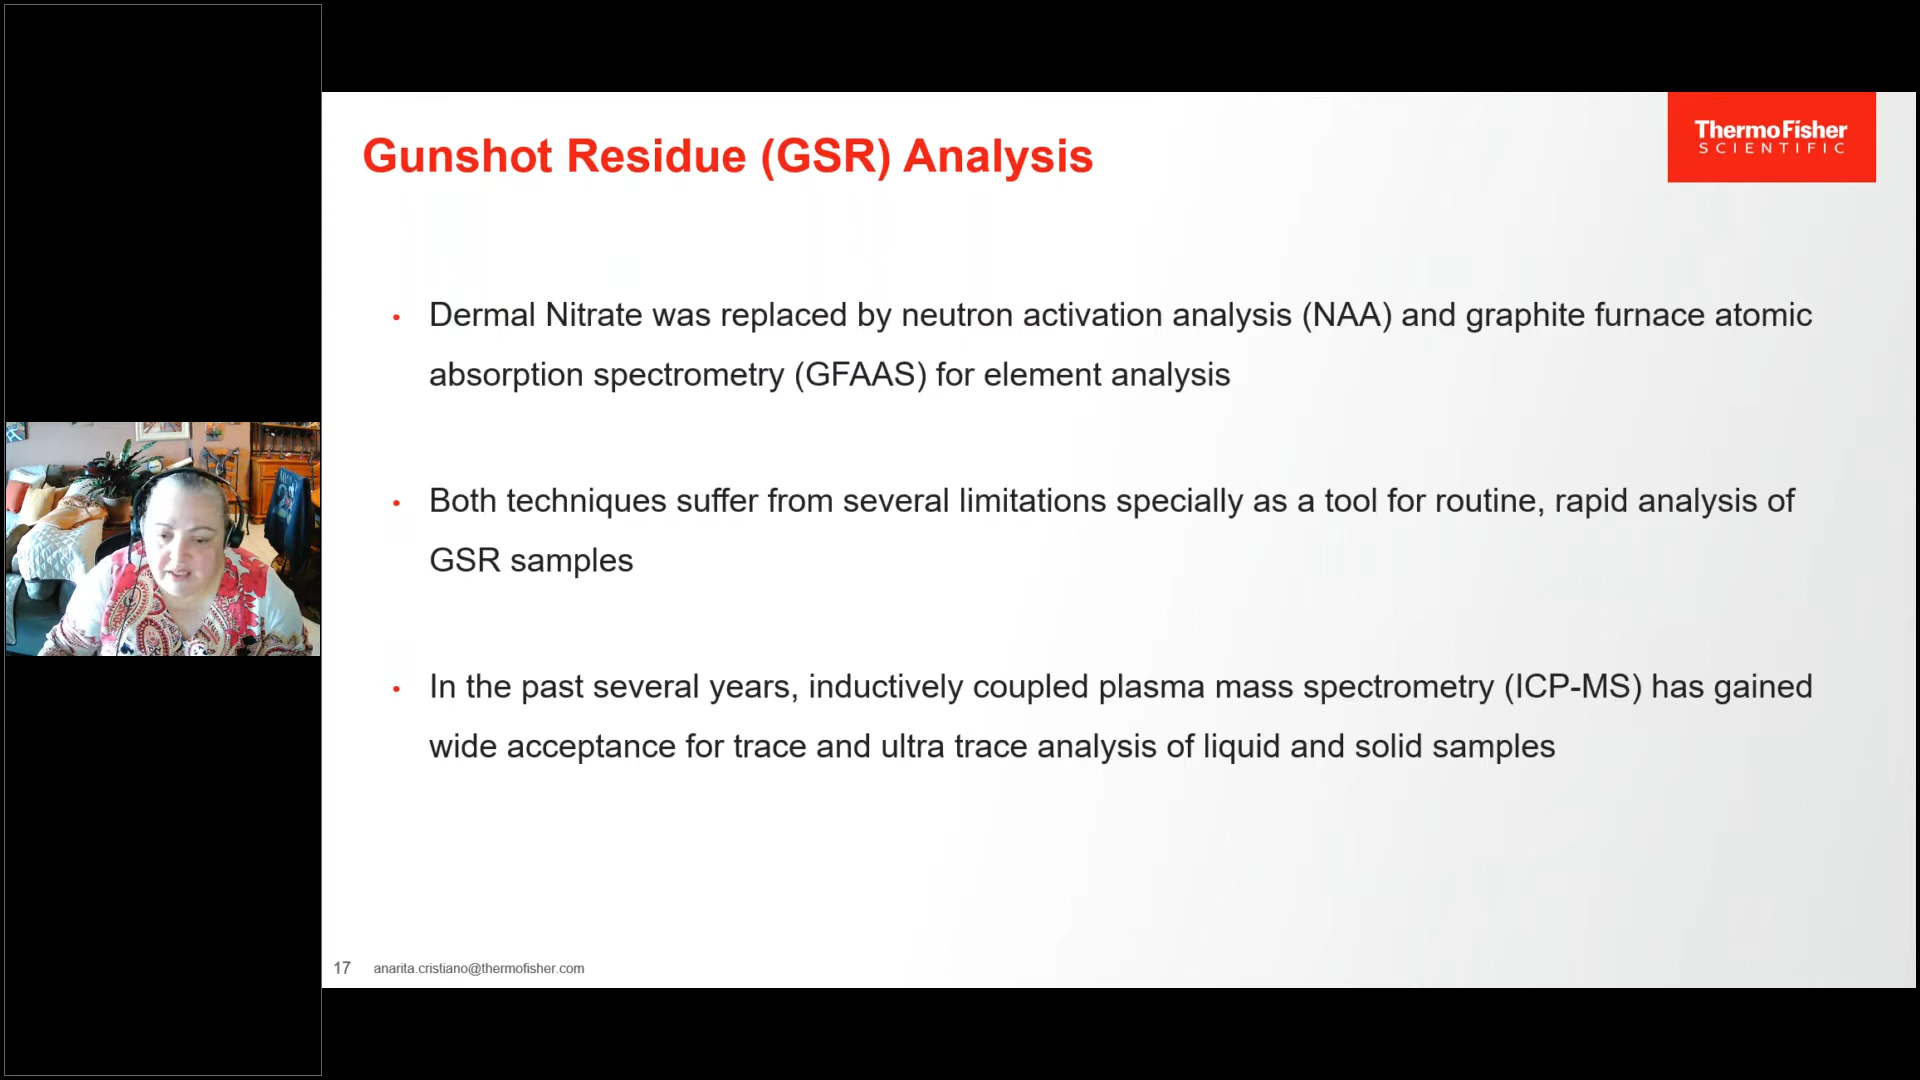 ThermoFisher
SCIENTIFIC
Gunshot Residue (GSR) Analysis
• Dermal Nitrate was replaced by neutron activation analysis (NAA) and graphite furnace atomic
absorption spectrometry (GFAAS) for element analysis
• Both techniques suffer from several limitations specially as a tool for routine, rapid analysis of
GSR samples
• In the past several years, inductively coupled plasma mass spectrometry (ICP-MS) has gained
wide acceptance for trace and ultra trace analysis of liquid and solid samples
17 anarita.cristiano@thermofisher.com